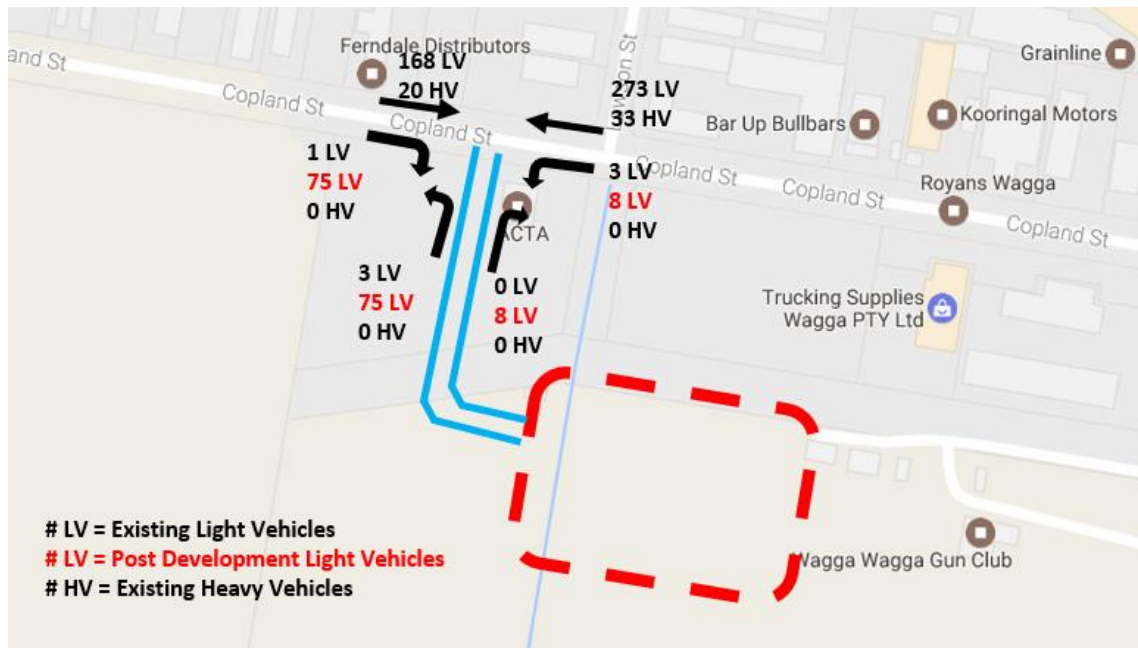 and St
Ferndale Distributors
168 LV
20 HV
273 LV
33 HV
Grainline
Copland St
Copland St
Bar Up Bullbars
Kooringal Motors
1 LV
75 LV
0 HV
3 LV
8 LV
0 HV
Copland St
Copland St
Royans Wagga
Copland St
ACTA
3 LV
75 LV
0 HV
0 LV
8 LV
0 HV
Trucking Supplies
Wagga PTY Ltd
# LV = Existing Light Vehicles
# LV = Post Development Light Vehicles
# HV = Existing Heavy Vehicles
Wagga Wagga Gun Club